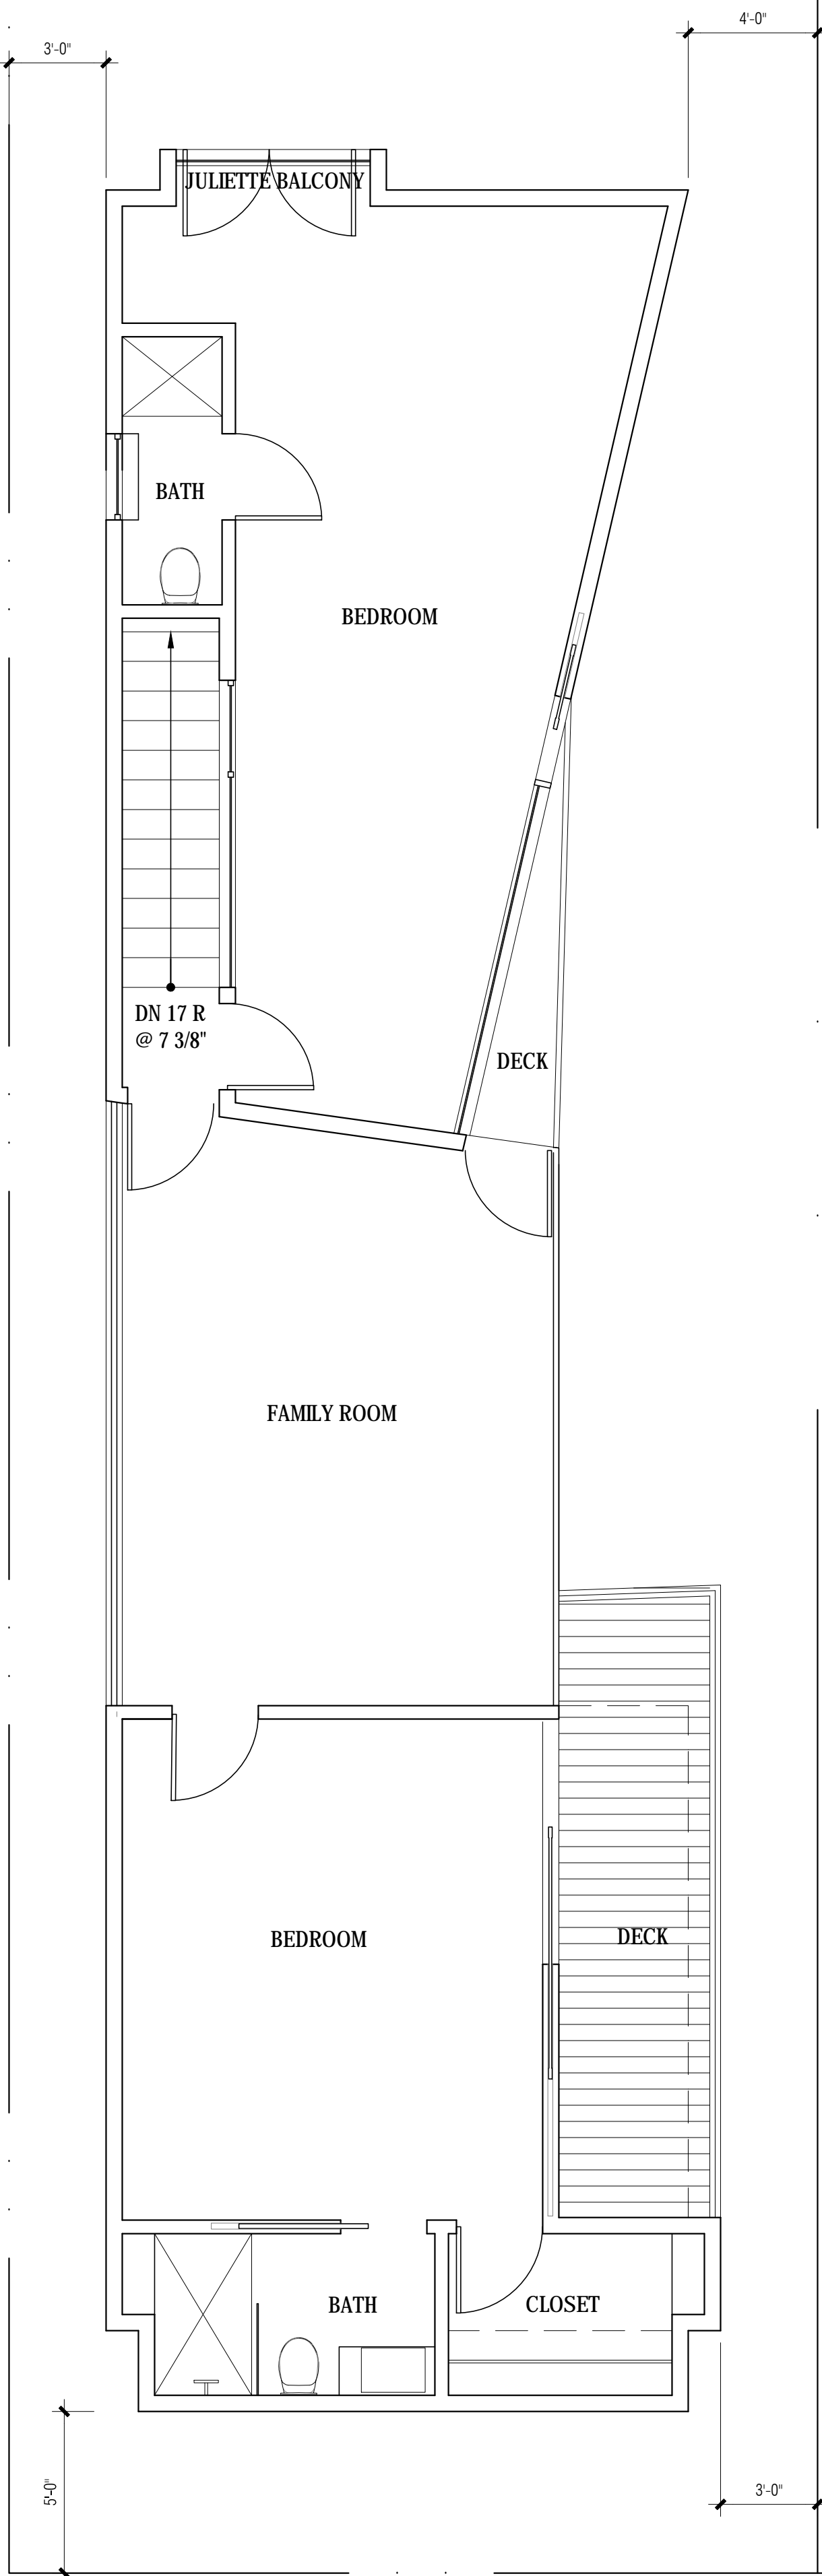 4'-0"
3'-0"
JULIETTE BALCONY
BATH
BEDROOM
DN 17 R
@ 7 3/8"
DECK
FAMILY ROOM
BEDROOM
DECK
BATH
CLOSET
5'-0"
3'-0"